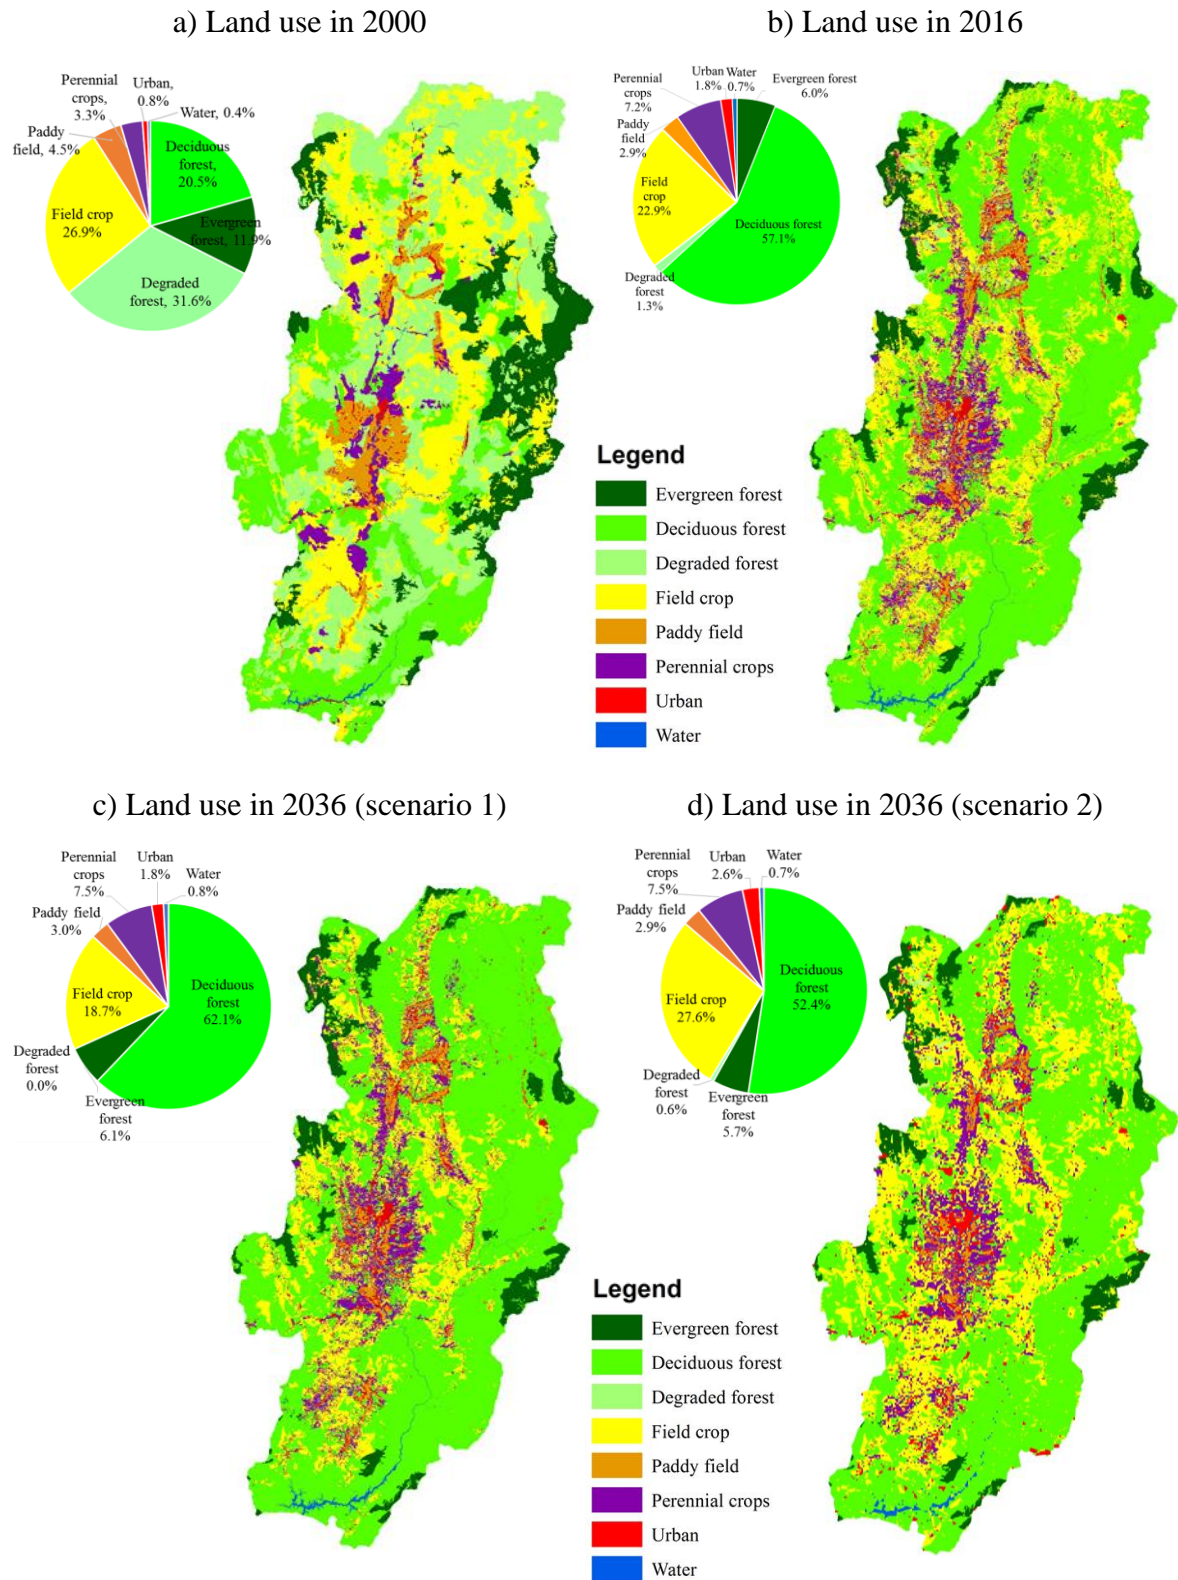 a) Land use in 2000
Perennial
crops,
3.3%
Urban,
0.8%
Water, 0.4%
Paddy
field, 4.5%
Deciduous
forest,
20.5%
Field crop
26.9%
Evergreen
forest, 11.9%
Degraded
forest, 31.6%
b) Land use in 2016
Perennial
crops
7.2%
Urban
1.8%
Water
0.7%
Evergreen forest
6.0%
Paddy
field
2.9%
Field
crop
22.9%
Deciduous forest
57.1%
Degraded
forest
1.3%
Legend
Evergreen forest
Deciduous forest
Degraded forest
Field crop
Paddy field
Perennial crops
Urban
Water
c) Land use in 2036 (scenario 1)
Perennial
crops
7.5%
Urban
1.8%
Water
0.8%
Paddy field
3.0%
Deciduous
forest
62.1%
Field crop
18.7%
Degraded
forest
0.0%
Evergreen
forest
6.1%
d) Land use in 2036 (scenario 2)
Perennial
crops
7.5%
Urban
2.6%
Water
0.7%
Paddy field
2.9%
Deciduous
forest
52.4%
Field crop
27.6%
Degraded
forest
0.6%
Evergreen
forest
5.7%
Legend
Evergreen forest
Deciduous forest
Degraded forest
Field crop
Paddy field
Perennial crops
Urban
Water